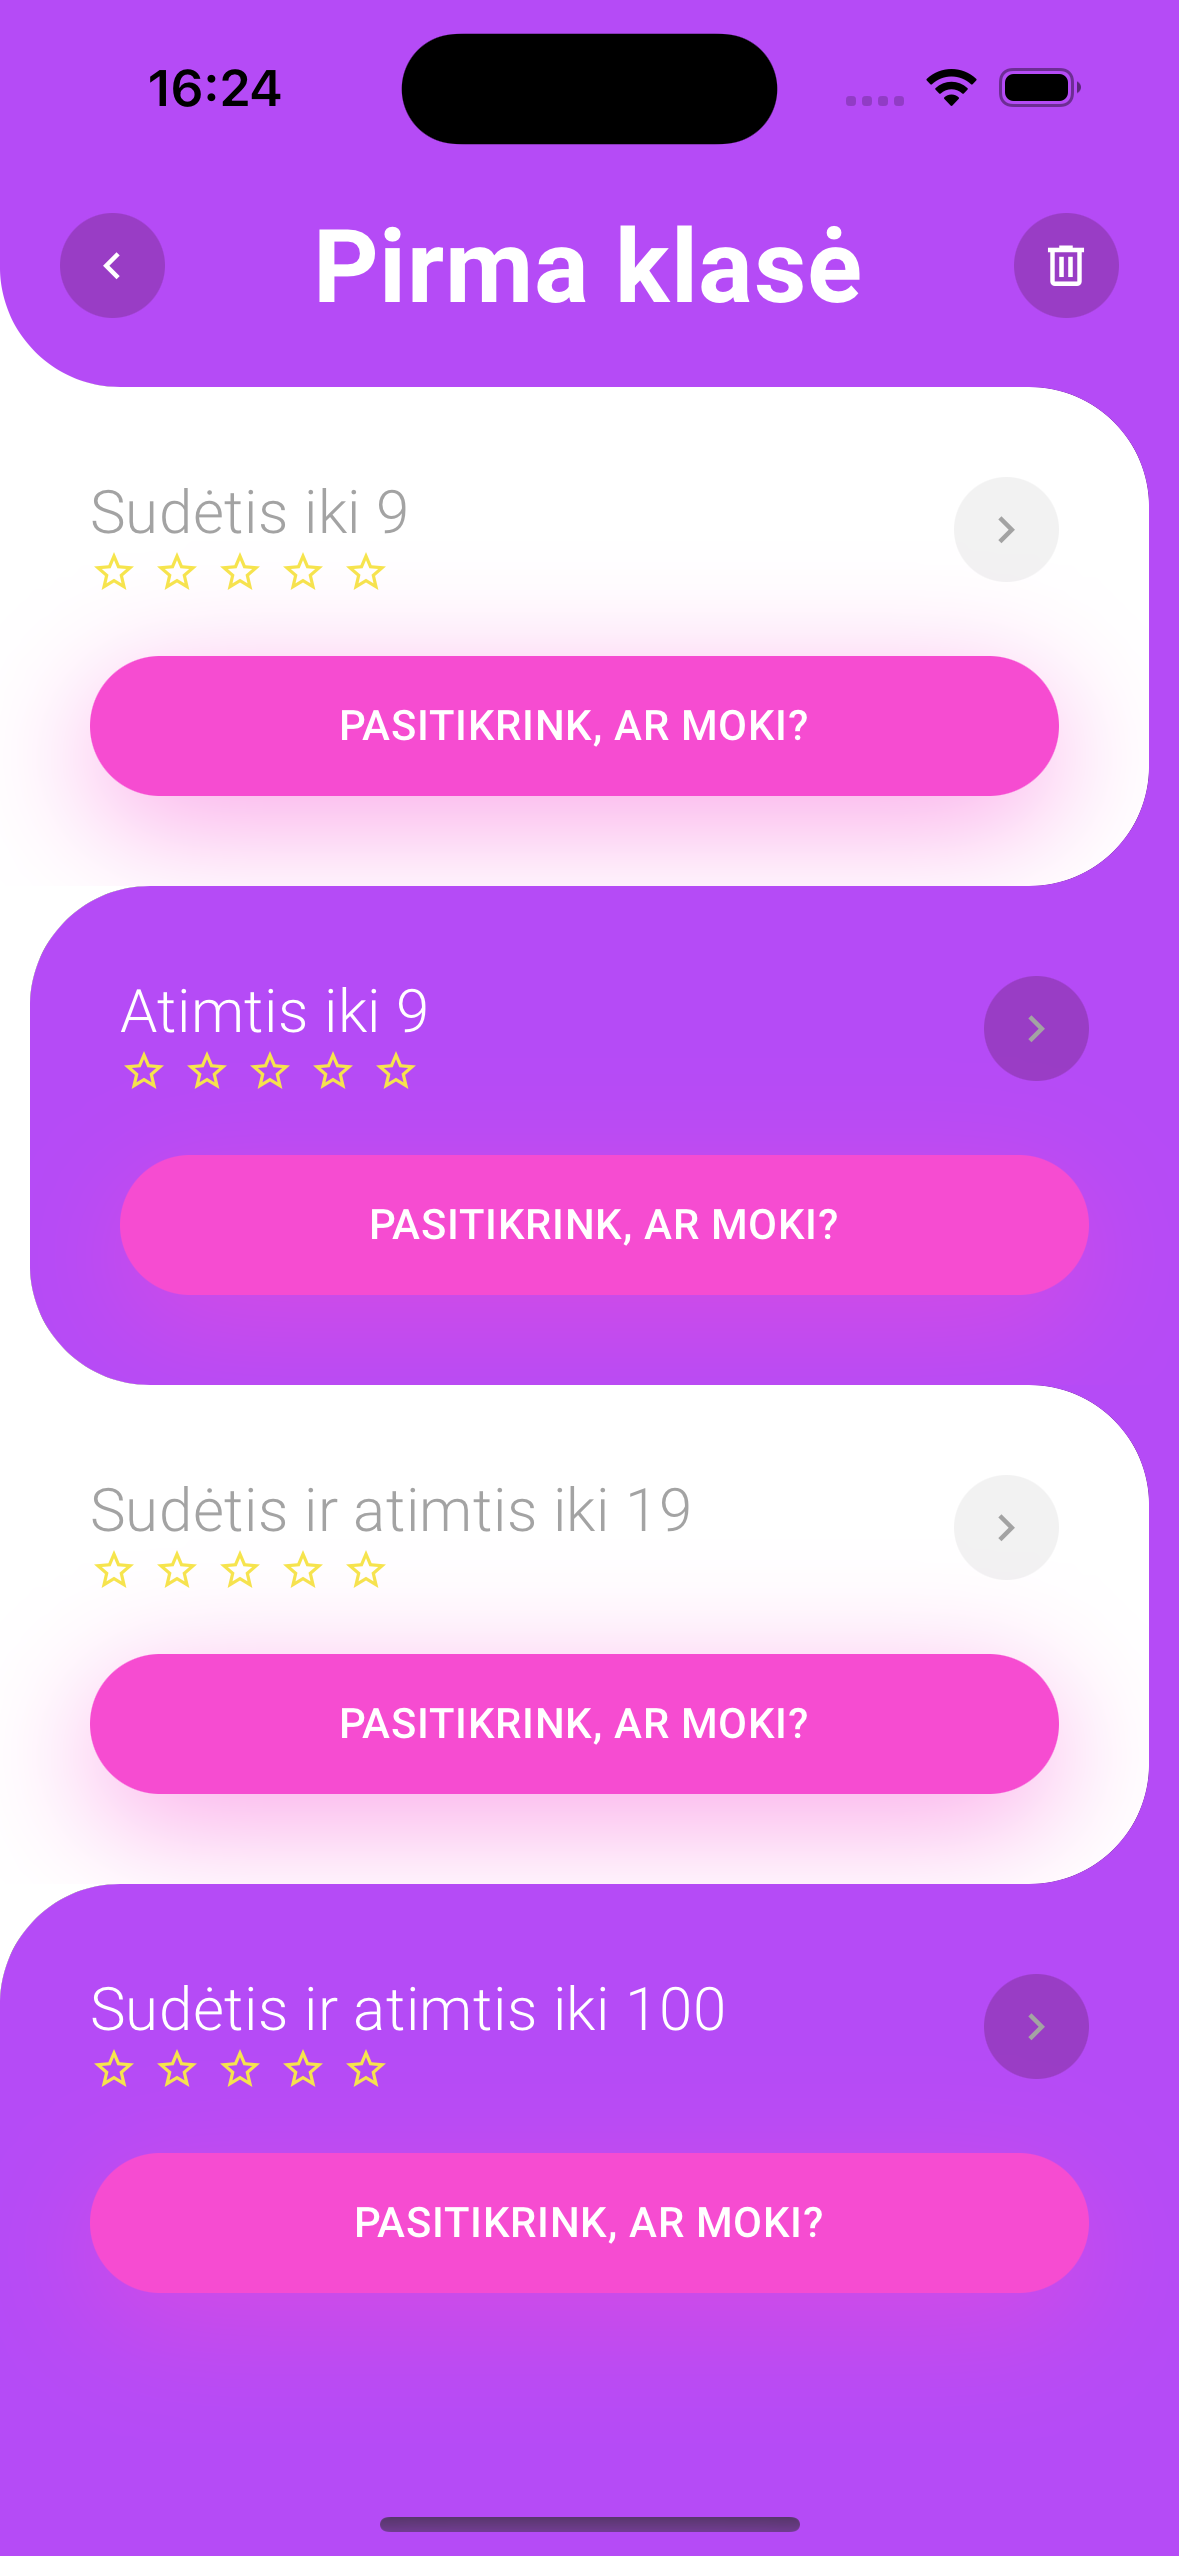 16:24
Pirma klasė
Sudėtis iki 9
PASITIKRINK, AR MOKI?
Atimtis iki 9
PASITIKRINK, AR MOKI?
Sudėtis ir atimtis iki 19
PASITIKRINK, AR MOKI?
Sudėtis ir atimtis iki 100
PASITIKRINK, AR MOKI?